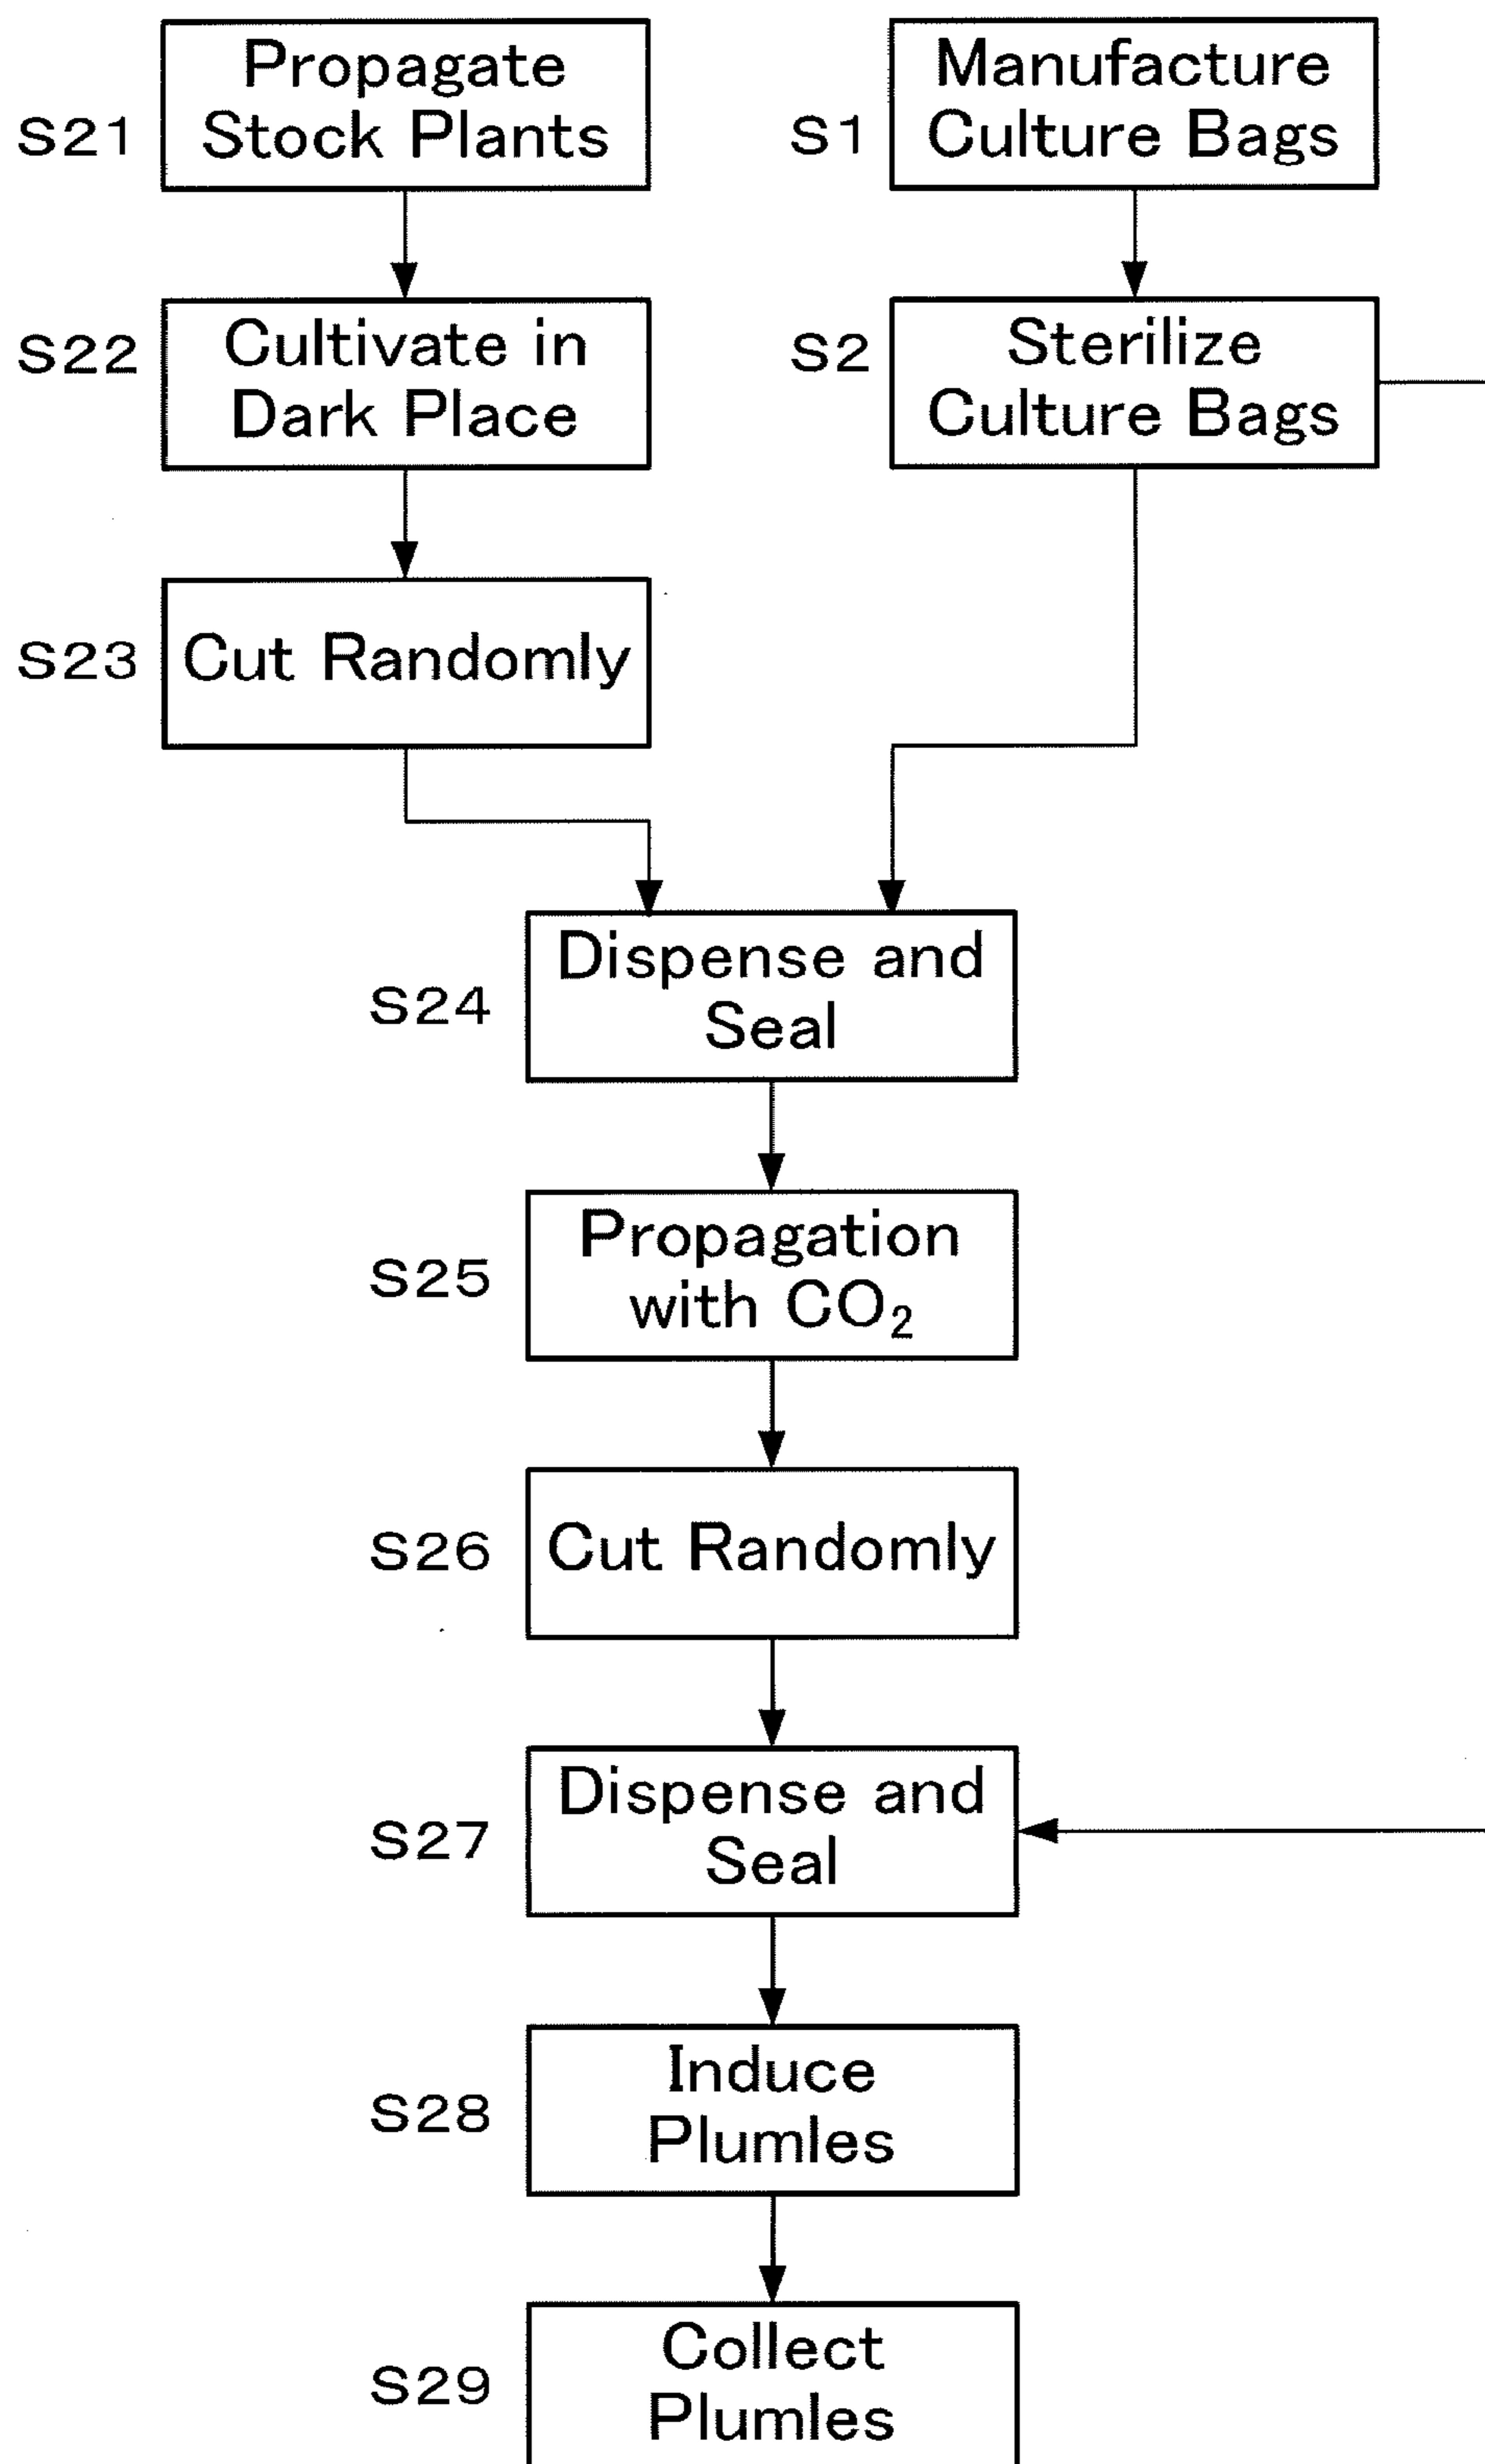 Propagate
S21 Stock Plants
Manufacture
S1 Culture Bags
S22 Cultivate in
Dark Place
S2 Sterilize
Culture Bags
S23 Cut Randomly
Dispense and
S24 Seal
Propagation
S25 with CO₂
S26 Cut Randomly
Dispense and
S27 Seal
Induce
S28 Plumles
Collect
S29 Plumles